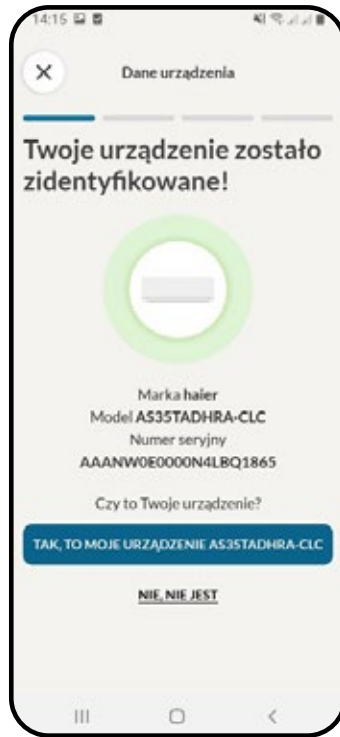 14:15
Dane urządzenia
Twoje urządzenie zostało
zidentyfikowane!
Marka haier
Model AS35TADHRA-CLC
Numer seryjny
AAANW0E0000N4LBQ1865
Czy to Twoje urządzenie?
TAK, TO MOJE URZĄDZENIE AS35TADHRA-CLC
NIE, NIE JEST